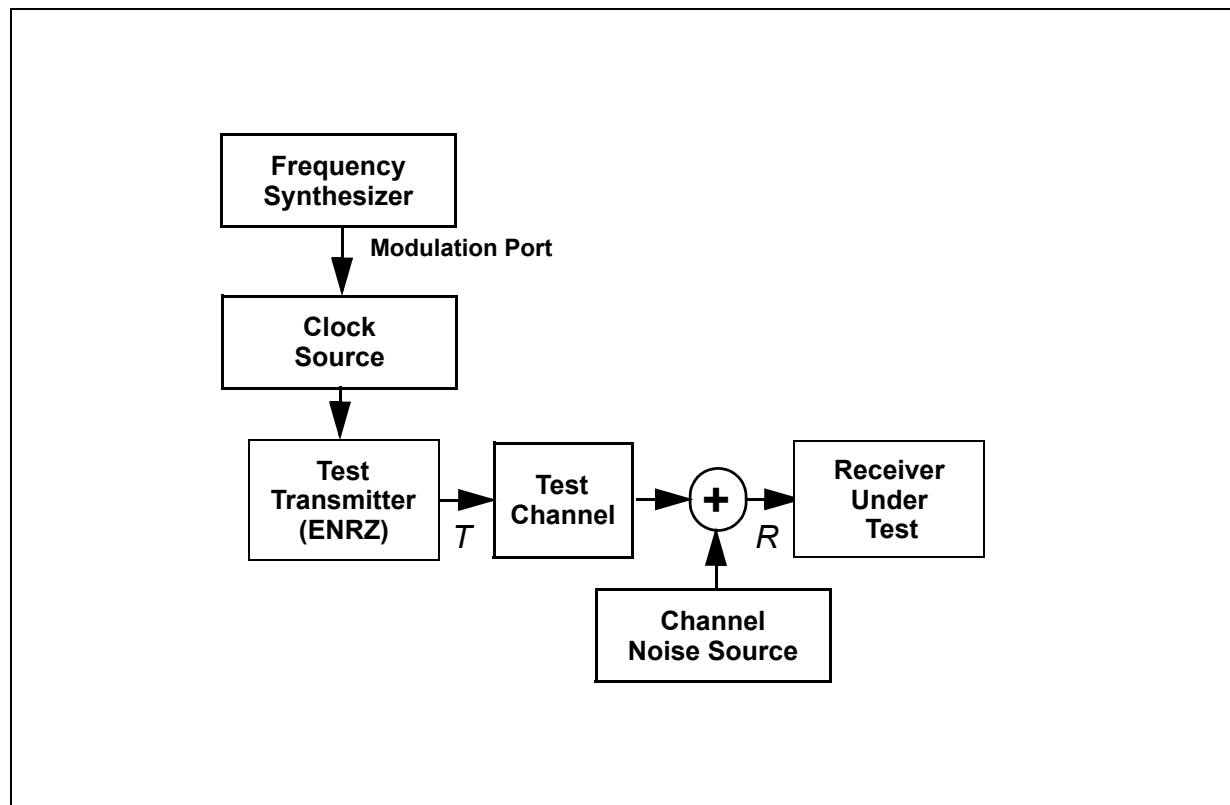 Frequency
Synthesizer
Modulation Port
Clock
Source
Test
Transmitter
(ENRZ)
T
Test
Channel
+
R
Receiver
Under
Test
Channel
Noise Source